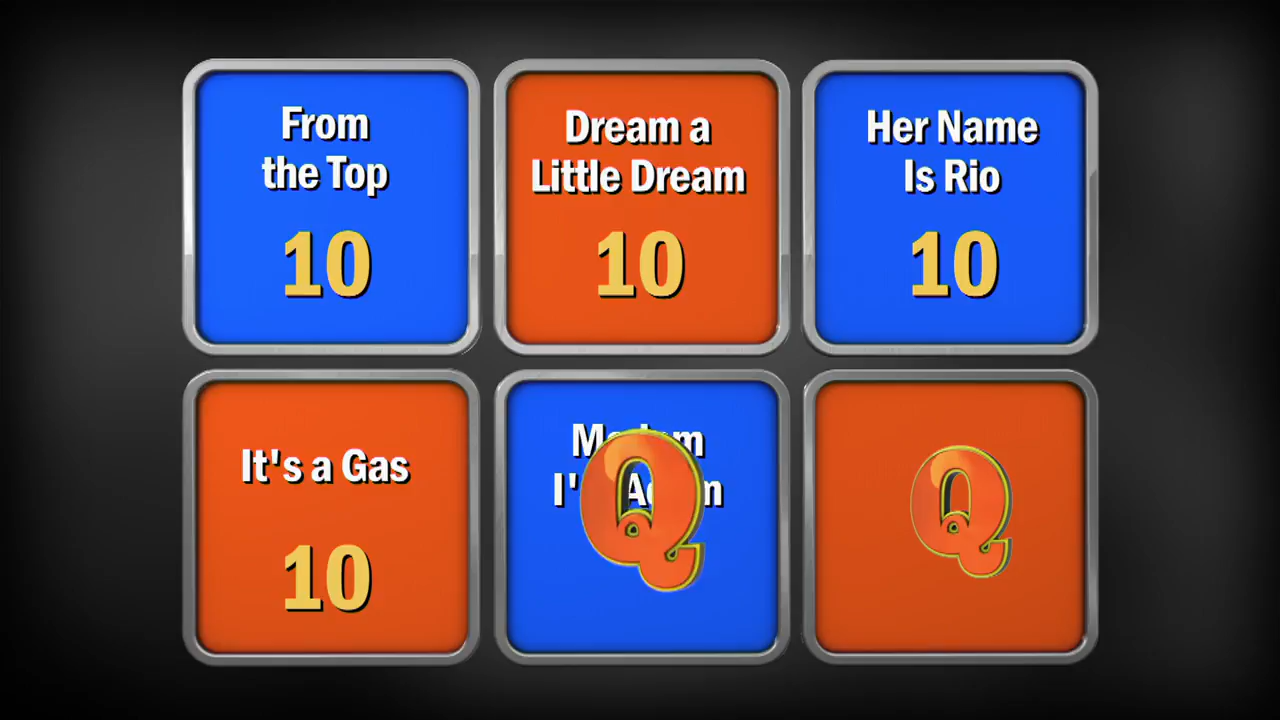 From
the Top
10
Dream a
Little Dream
10
Her Name
Is Rio
10
It's a Gas
10
Q
Q